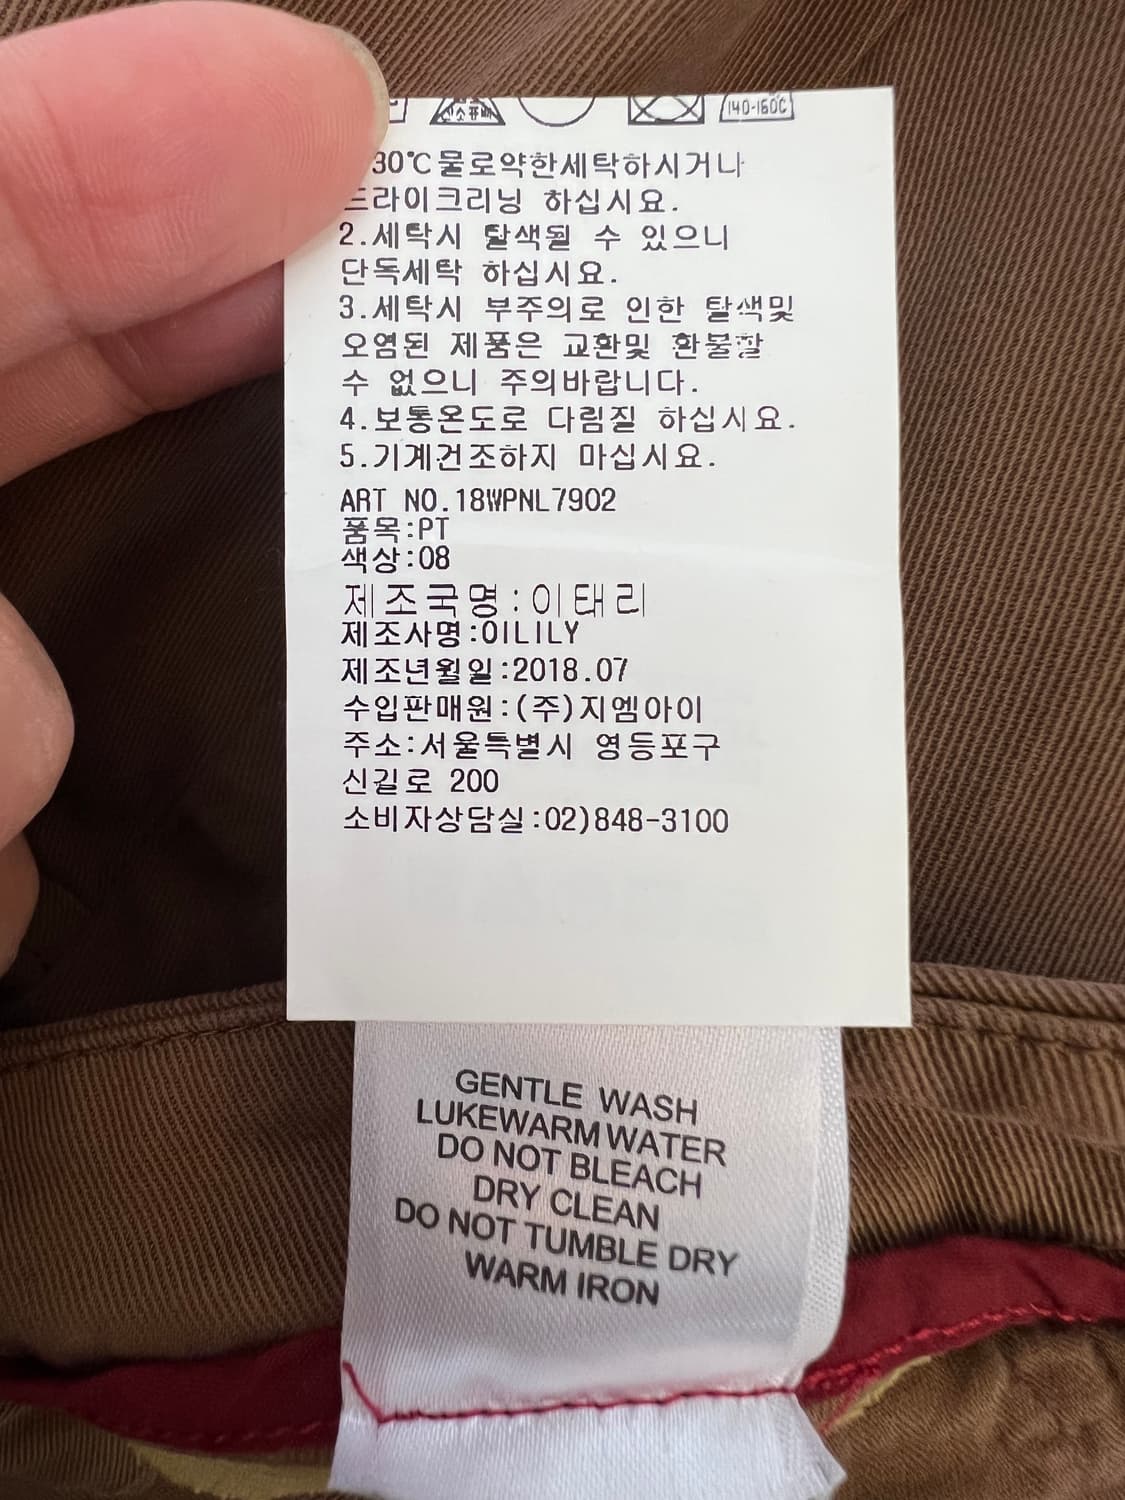 산소표백
140-160℃
30℃물로약한세탁하시거나
드라이크리닝 하십시요.
2.세탁시 탈색될 수 있으니
단독세탁 하십시요.
3.세탁시 부주의로 인한 탈색및
오염된 제품은 교환및 환불할
수 없으니 주의바랍니다.
4.보통온도로 다림질 하십시요.
5.기계건조하지 마십시요.
ART NO.18WPNL7902
품목:PT
색상:08
제조국명:이태리
제조사명:OILILY
제조년월일:2018.07
수입판매원:(주)지엠아이
주소:서울특별시 영등포구
신길로 200
소비자상담실:02)848-3100
GENTLE WASH
LUKEWARM WATER
DO NOT BLEACH
DRY CLEAN
DO NOT TUMBLE DRY
WARM IRON